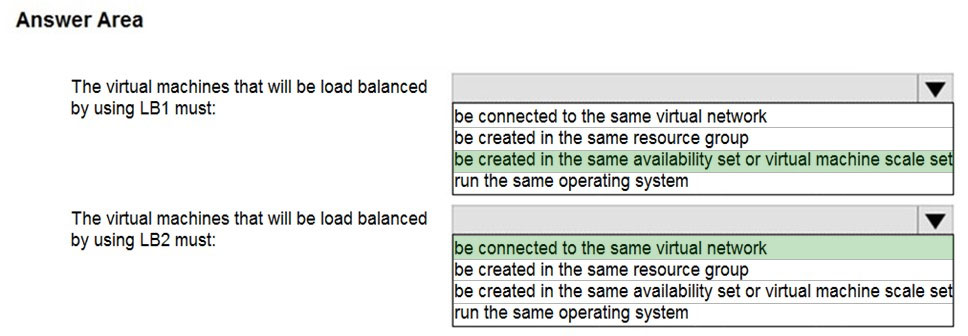 Answer Area
The virtual machines that will be load balanced
by using LB1 must:
be connected to the same virtual network
be created in the same resource group
be created in the same availability set or virtual machine scale set
run the same operating system
The virtual machines that will be load balanced
by using LB2 must:
be connected to the same virtual network
be created in the same resource group
be created in the same availability set or virtual machine scale set
run the same operating system